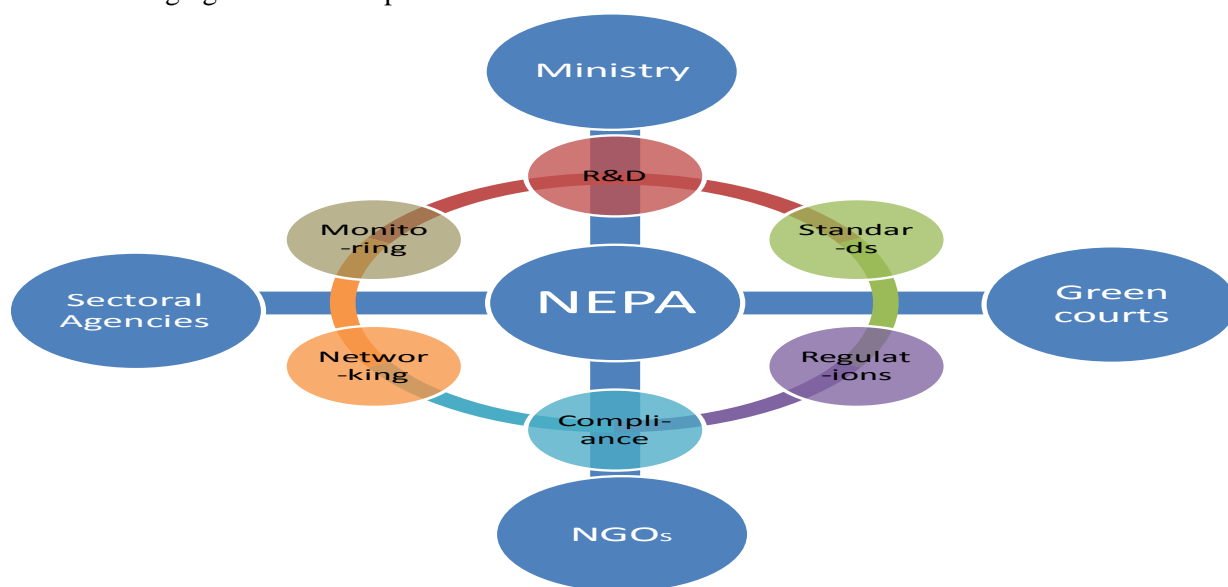 Ministry
R&D
Monito
-ring
Standar
-ds
Sectoral
Agencies
NEPA
Green
courts
Networ
-king
Regulat
-ions
Compli-
ance
NGOs